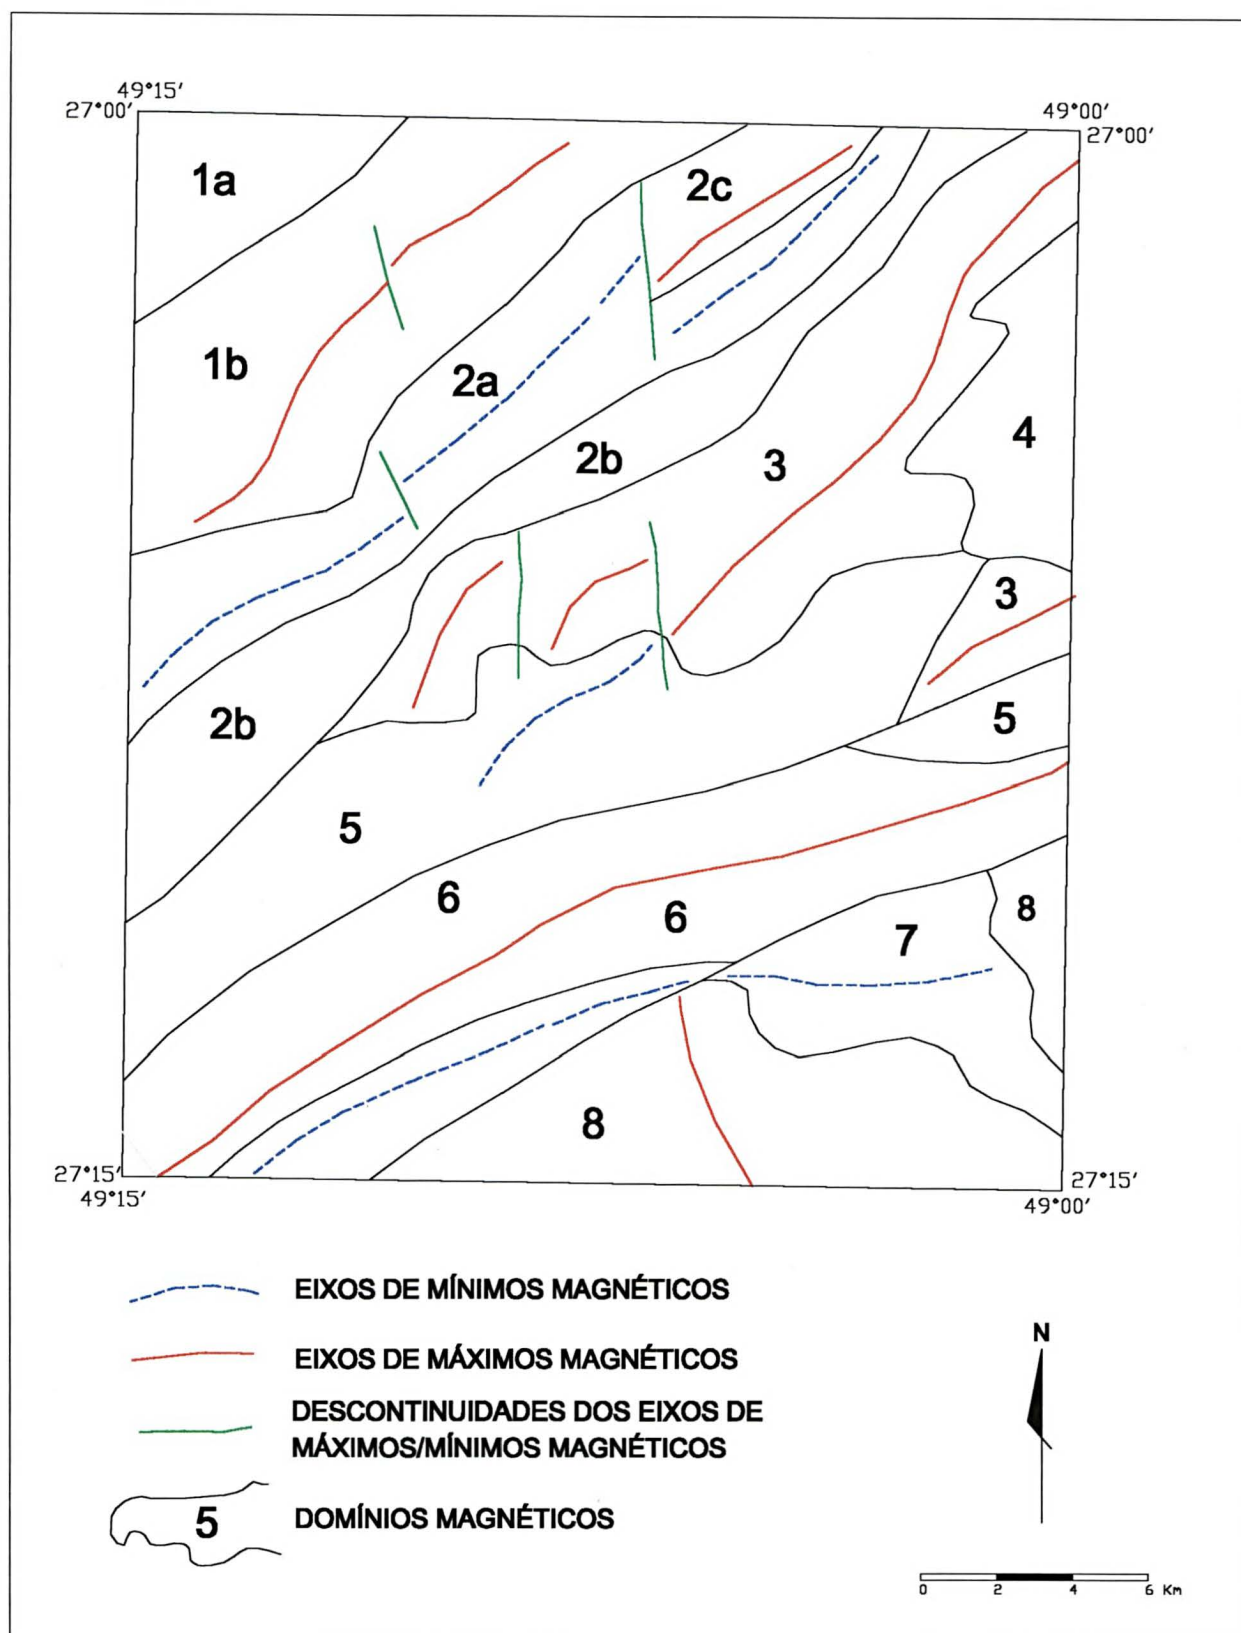 49°15′
49°00′
27°00′
27°00′
1a
2c
1b
2a
4
2b
3
3
2b
5
5
6
6
7
8
8
27°15′
27°15′
49°15′
49°00′
EIXOS DE MÍNIMOS MAGNÉTICOS
N
EIXOS DE MÁXIMOS MAGNÉTICOS
DESCONTINUIDADES DOS EIXOS DE
MÁXIMOS/MÍNIMOS MAGNÉTICOS
5
DOMÍNIOS MAGNÉTICOS
0 2 4 6 Km